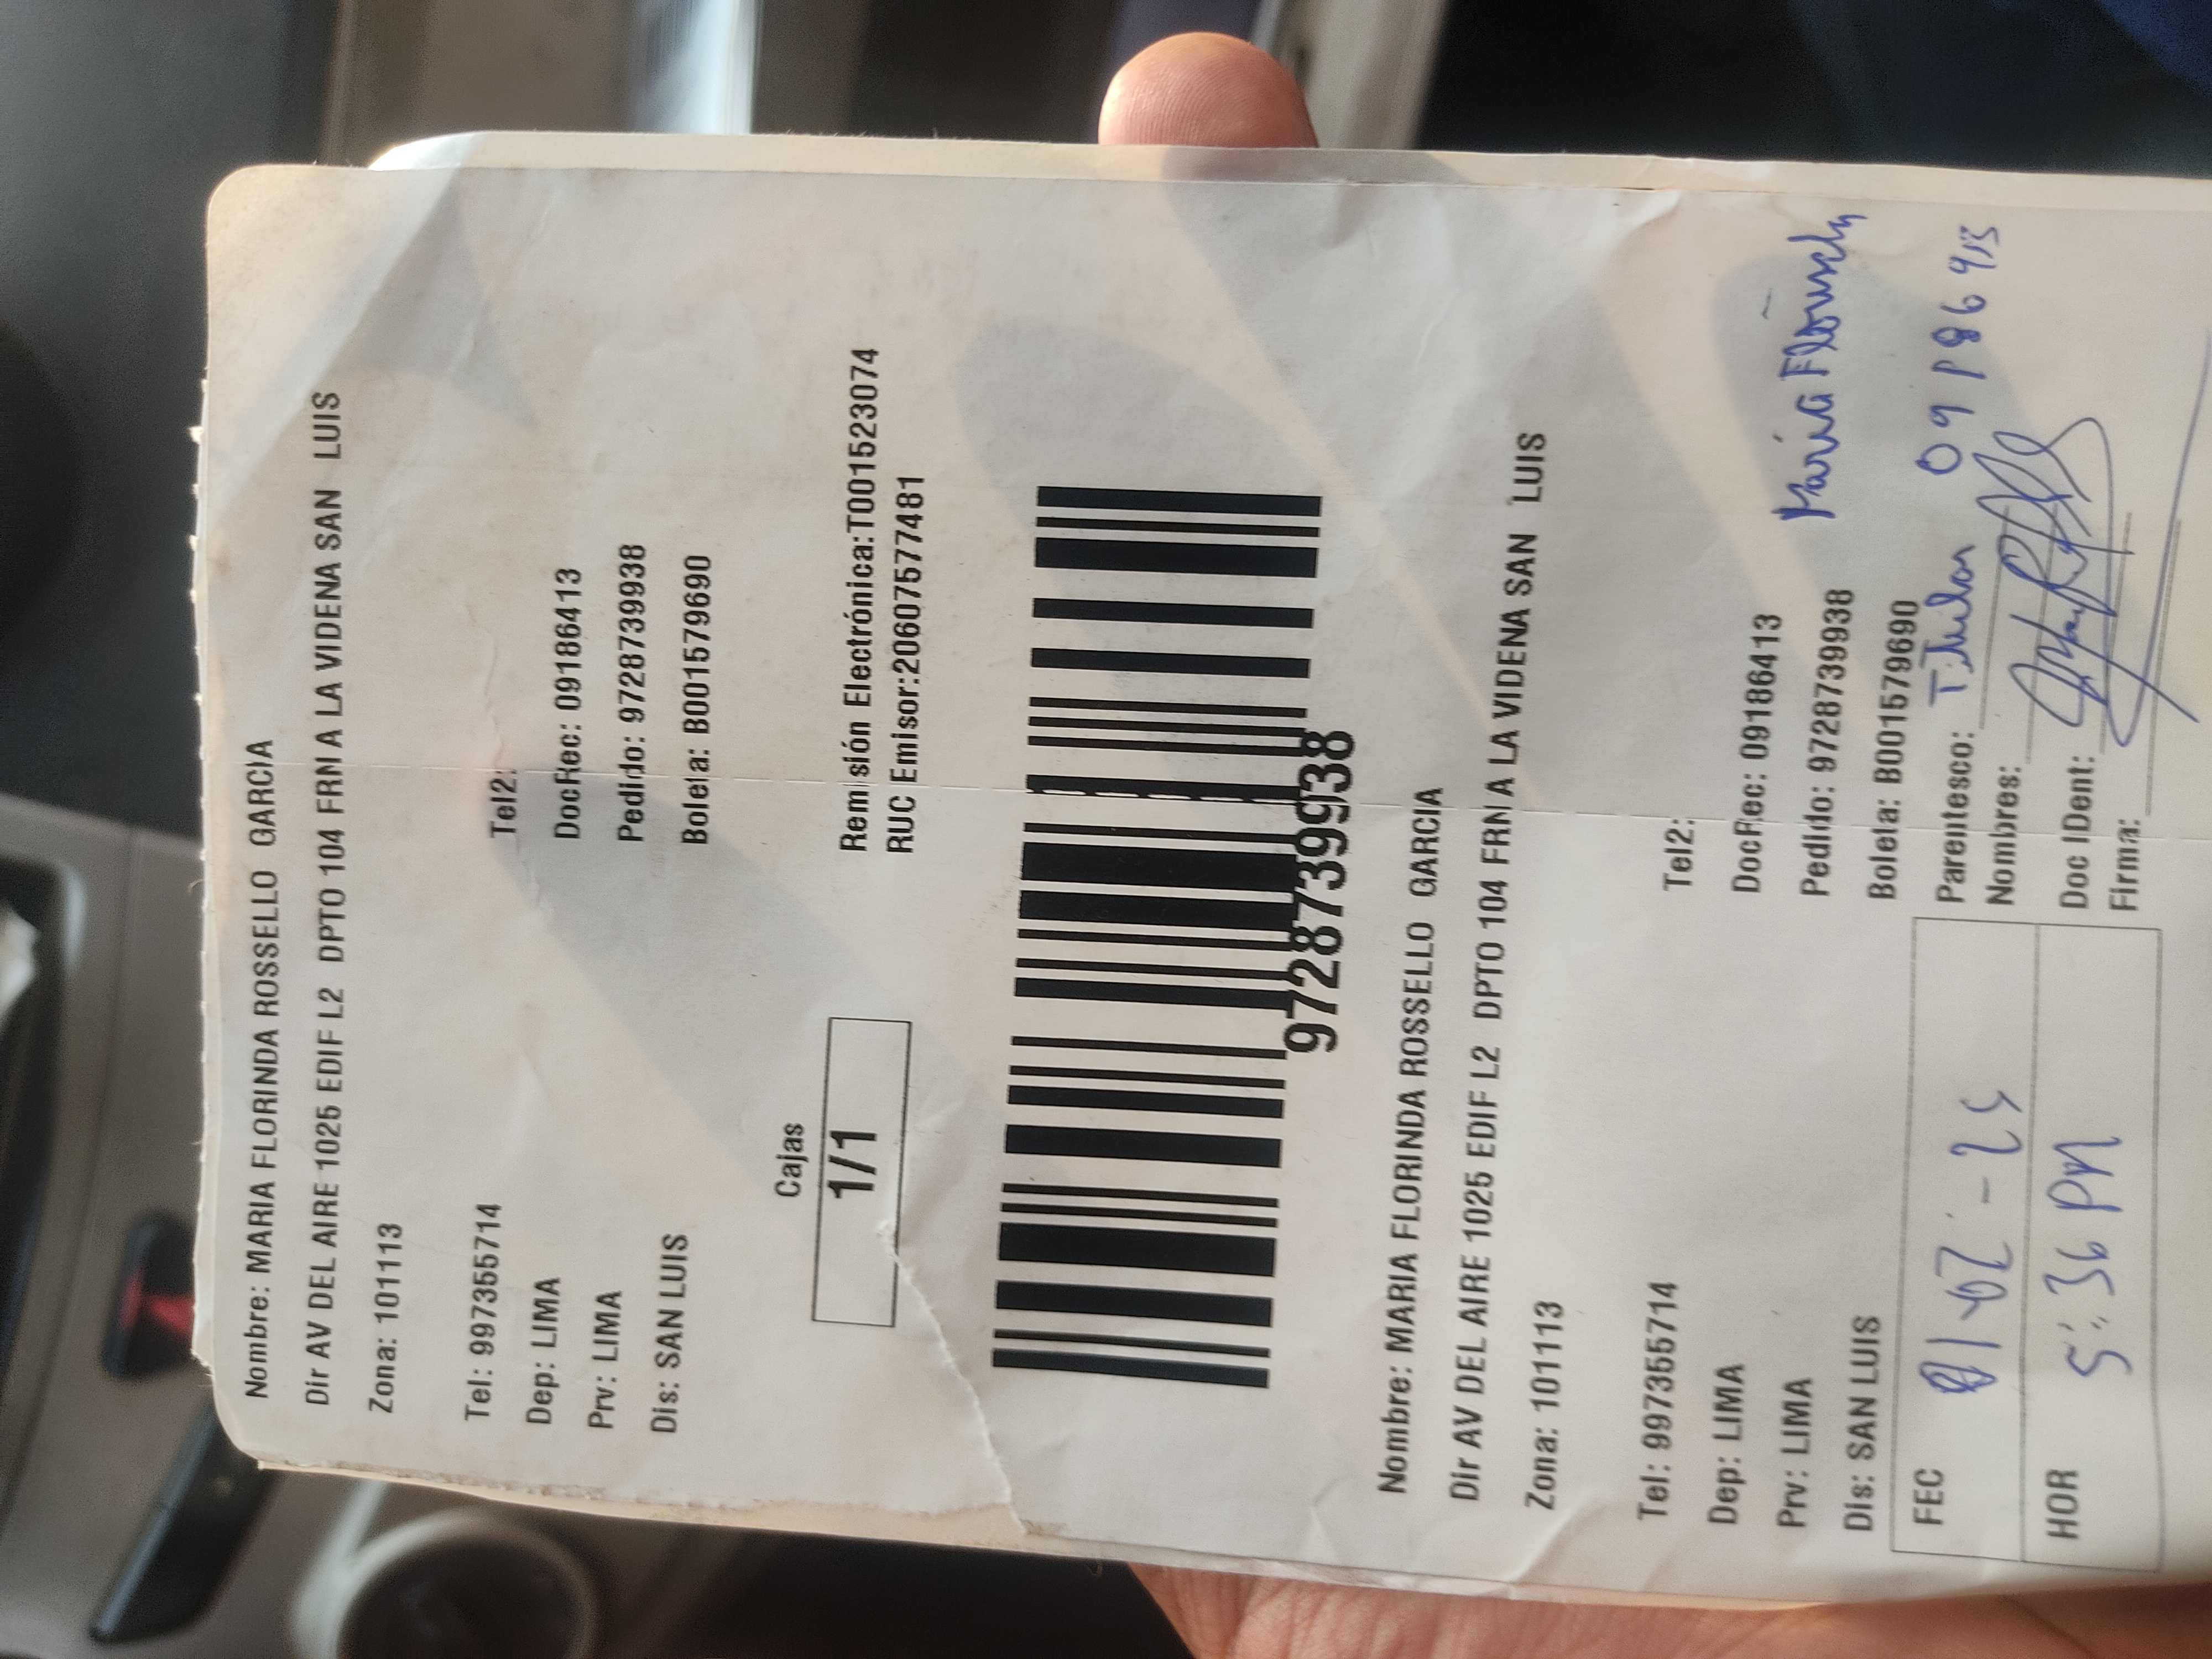 Nombre: MARIA FLORINDA ROSSELLO GARCIA
Dir AV DEL AIRE 1025 EDIF L2 DPTO 104 FRN A LA VIDENA SAN LUIS
Zona: 101113
Tel: 997355714 Tel2:
Dep: LIMA DocRec: 09186413
Prv: LIMA Pedido: 9728739938
Dis: SAN LUIS Boleta: B001579690
Cajas
1/1
Remisión Electrónica:T001523074
RUC Emisor:20607577481
9728739938
Nombre: MARIA FLORINDA ROSSELLO GARCIA
Dir AV DEL AIRE 1025 EDIF L2 DPTO 104 FRN A LA VIDENA SAN LUIS
Zona: 101113
Tel: 997355714 Tel2:
Dep: LIMA DocRec: 09186413
Prv: LIMA Pedido: 9728739938
Maria
Dis: SAN LUIS Boleta: B001579690
FEC Parentesco: Titular
Nombres:
HOR 5:36 PM Doc IDent:
Firma: